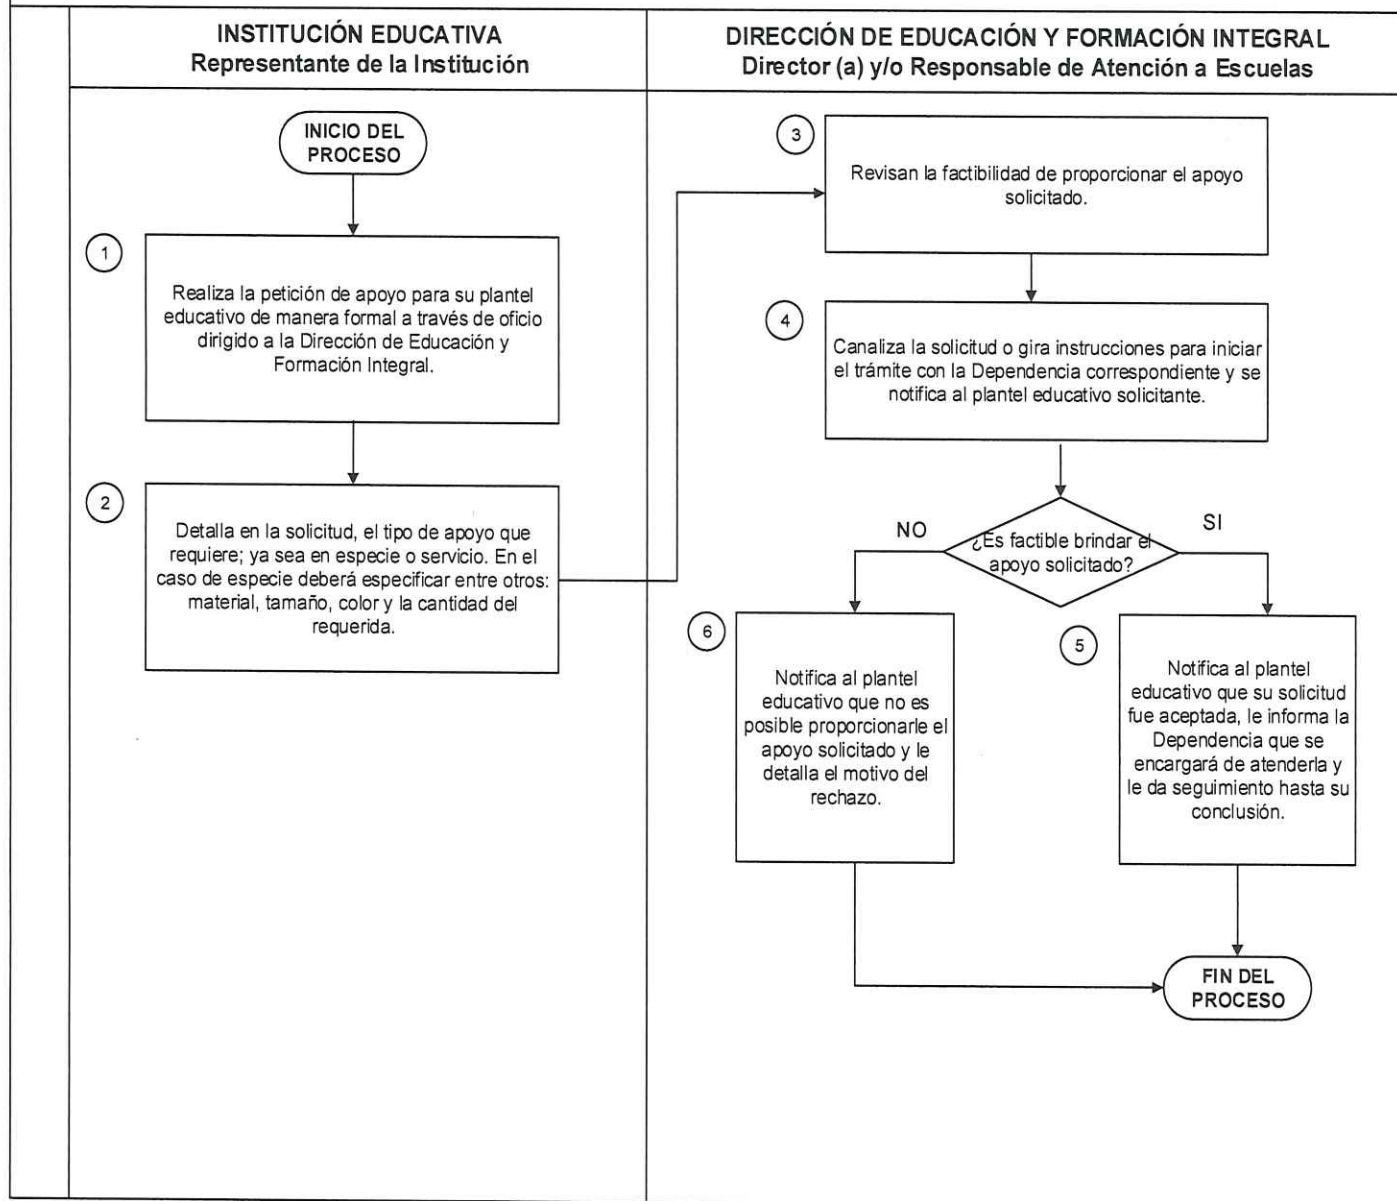 INSTITUCIÓN EDUCATIVA
Representante de la Institución
DIRECCIÓN DE EDUCACIÓN Y FORMACIÓN INTEGRAL
Director (a) y/o Responsable de Atención a Escuelas
INICIO DEL
PROCESO
1
Realiza la petición de apoyo para su plantel
educativo de manera formal a través de oficio
dirigido a la Dirección de Educación y
Formación Integral.
2
Detalla en la solicitud, el tipo de apoyo que
requiere; ya sea en especie o servicio. En el
caso de especie deberá especificar entre otros:
material, tamaño, color y la cantidad del
requerida.
3
Revisan la factibilidad de proporcionar el apoyo
solicitado.
4
Canaliza la solicitud o gira instrucciones para iniciar
el trámite con la Dependencia correspondiente y se
notifica al plantel educativo solicitante.
NO
¿Es factible brindar el
apoyo solicitado?
SI
6
Notifica al plantel
educativo que no es
posible proporcionarle el
apoyo solicitado y le
detalla el motivo del
rechazo.
5
Notifica al plantel
educativo que su solicitud
fue aceptada, le informa la
Dependencia que se
encargará de atenderla y
le da seguimiento hasta su
conclusión.
FIN DEL
PROCESO